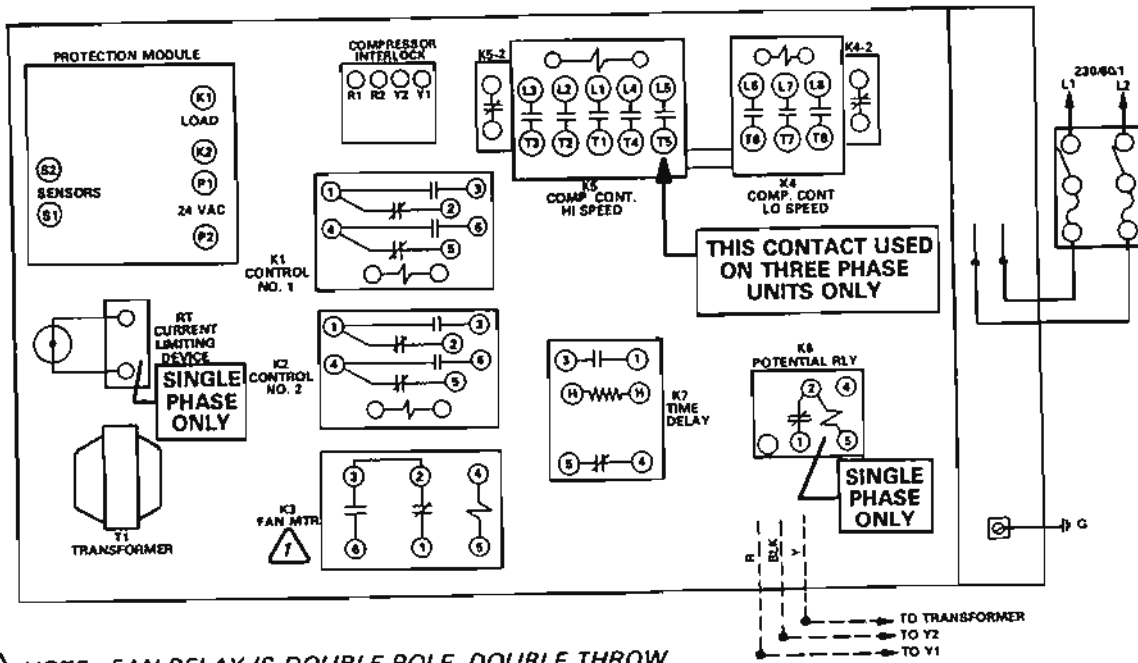 PROTECTION MODULE
K1
LOAD
K2
P1
24 VAC
P2
S2
SENSORS
S1
COMPRESSOR
INTERLOCK
R1 R2 Y2 Y1
K5-2
L3 L2 L1 L4 L5
T3 T2 T1 T4 T5
K5
COMP. CONT.
HI SPEED
K4-2
L6 L7 L8
T6 T7 T8
K4
COMP. CONT
LO SPEED
230/60/1
L1 L2
THIS CONTACT USED
ON THREE PHASE
UNITS ONLY
1 3
2
4 6
5
K1
CONTROL
NO. 1
RT
CURRENT
LIMITING
DEVICE
SINGLE
PHASE
ONLY
1 3
2
4 6
5
K2
CONTROL
NO. 2
3 1
H H
5 4
K7
TIME
DELAY
K6
POTENTIAL RLY
2 4
1 5
SINGLE
PHASE
ONLY
T1
TRANSFORMER
3 2 4
6 1 5
K3
FAN MTR
1
G
R BLK Y
TO TRANSFORMER
TO Y2
TO Y1
NOTE - FAN RELAY IS DOUBLE POLE, DOUBLE THROW